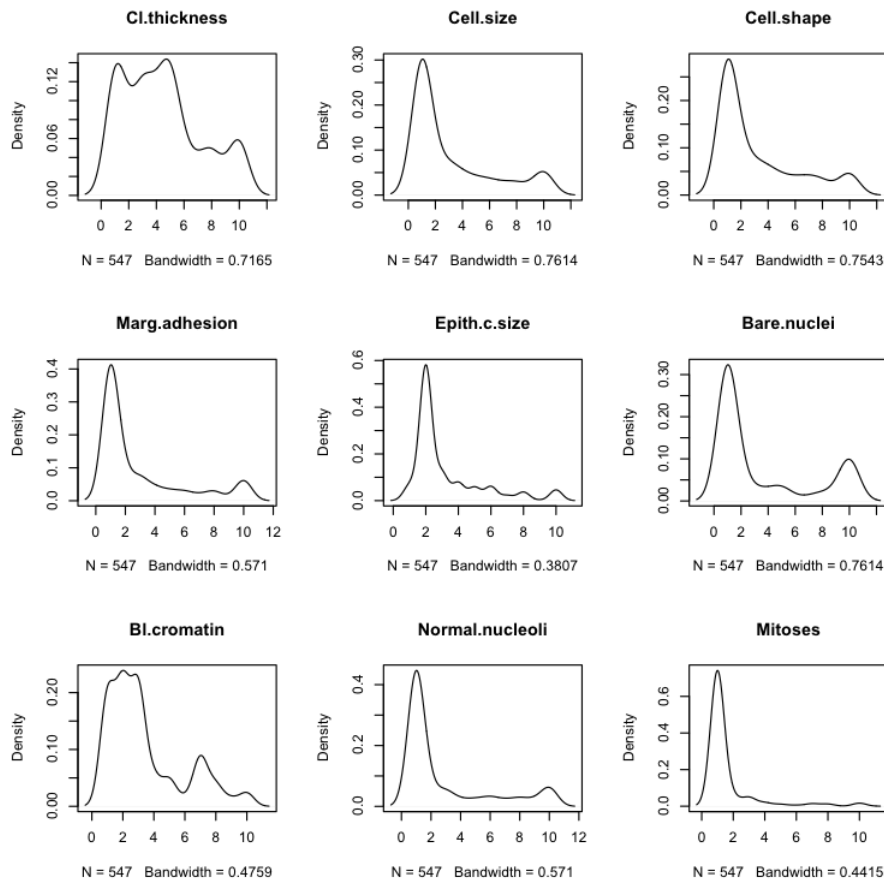 Cl.thickness
Density
0.00 0.06 0.12
0 2 4 6 8 10
N = 547 Bandwidth = 0.7165
Cell.size
Density
0.00 0.10 0.20 0.30
0 2 4 6 8 10
N = 547 Bandwidth = 0.7614
Cell.shape
Density
0.00 0.10 0.20
0 2 4 6 8 10
N = 547 Bandwidth = 0.7543
Marg.adhesion
Density
0.0 0.1 0.2 0.3 0.4
0 2 4 6 8 10 12
N = 547 Bandwidth = 0.571
Epith.c.size
Density
0.0 0.2 0.4 0.6
0 2 4 6 8 10
N = 547 Bandwidth = 0.3807
Bare.nuclei
Density
0.00 0.10 0.20 0.30
0 2 4 6 8 10
N = 547 Bandwidth = 0.7614
Bl.cromatin
Density
0.00 0.10 0.20
0 2 4 6 8 10
N = 547 Bandwidth = 0.4759
Normal.nucleoli
Density
0.0 0.2 0.4
0 2 4 6 8 10 12
N = 547 Bandwidth = 0.571
Mitoses
Density
0.0 0.2 0.4 0.6
0 2 4 6 8 10
N = 547 Bandwidth = 0.4415